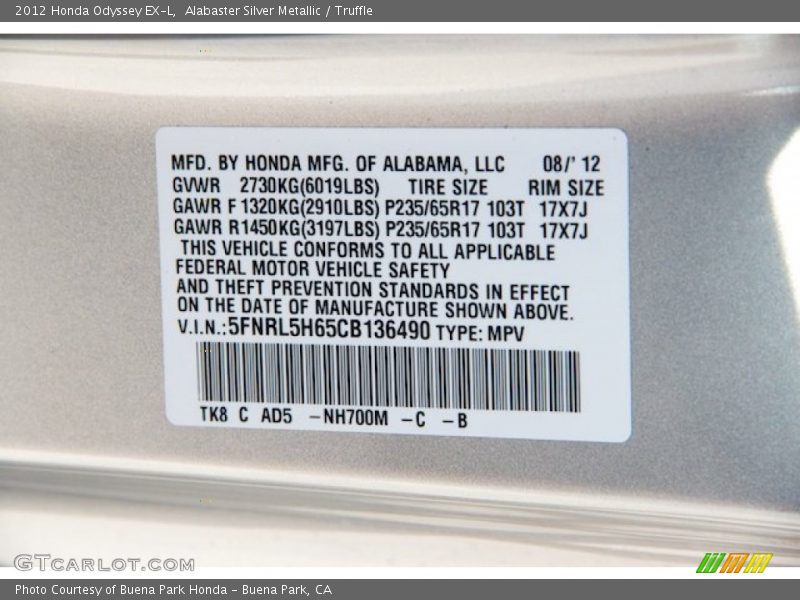 2012 Honda Odyssey EX-L,  Alabaster Silver Metallic / Truffle
MFD. BY HONDA MFG. OF ALABAMA, LLC 08/' 12
GVWR 2730KG(6019LBS) TIRE SIZE RIM SIZE
GAWR F 1320KG(2910LBS) P235/65R17 103T 17X7J
GAWR R1450KG(3197LBS) P235/65R17 103T 17X7J
THIS VEHICLE CONFORMS TO ALL APPLICABLE
FEDERAL MOTOR VEHICLE SAFETY
AND THEFT PREVENTION STANDARDS IN EFFECT
ON THE DATE OF MANUFACTURE SHOWN ABOVE.
V.I.N.:5FNRL5H65CB136490 TYPE: MPV
TK8 C AD5 -NH700M -C -B
GTCARLOT.COM
Photo Courtesy of Buena Park Honda - Buena Park, CA